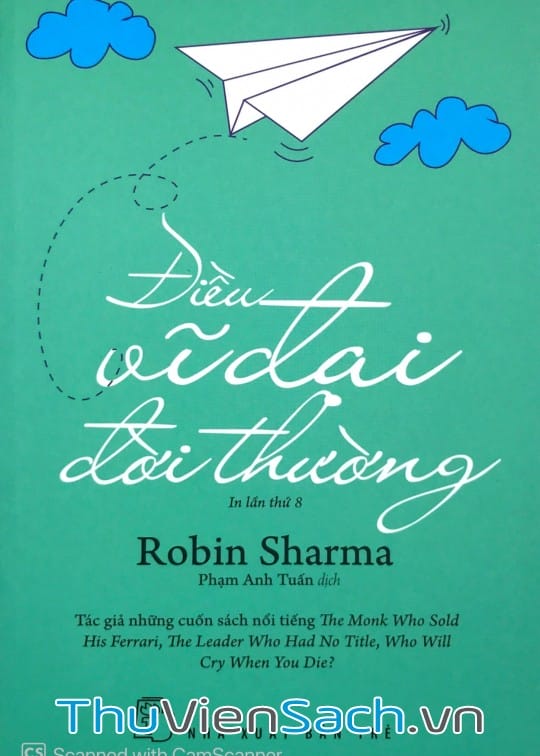 Điều
vĩ đại
đời thường
In lần thứ 8
Robin Sharma
Phạm Anh Tuấn dịch
Tác giả những cuốn sách nổi tiếng The Monk Who Sold
His Ferrari, The Leader Who Had No Title, Who Will
Cry When You Die?
ThuVienSach.vn
NHÀ XUẤT BẢN TRẺ
CS Scanned with CamScanner